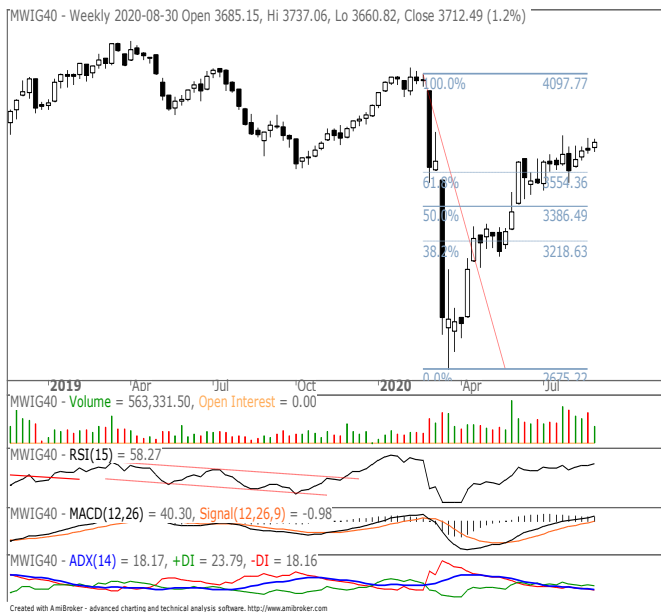 MWIG40 - Weekly 2020-08-30 Open 3685.15, Hi 3737.06, Lo 3660.82, Close 3712.49 (1.2%)
100.0% 4097.77
61.8% 3554.36
50.0% 3386.49
38.2% 3218.63
0.0% 2675.22
2019 Apr Jul Oct 2020 Apr Jul
MWIG40 - Volume = 563,331.50, Open Interest = 0.00
MWIG40 - RSI(15) = 58.27
MWIG40 - MACD(12,26) = 40.30, Signal(12,26,9) = -0.98
MWIG40 - ADX(14) = 18.17, +DI = 23.79, -DI = 18.16
Created with AmiBroker - advanced charting and technical analysis software. http://www.amibroker.com